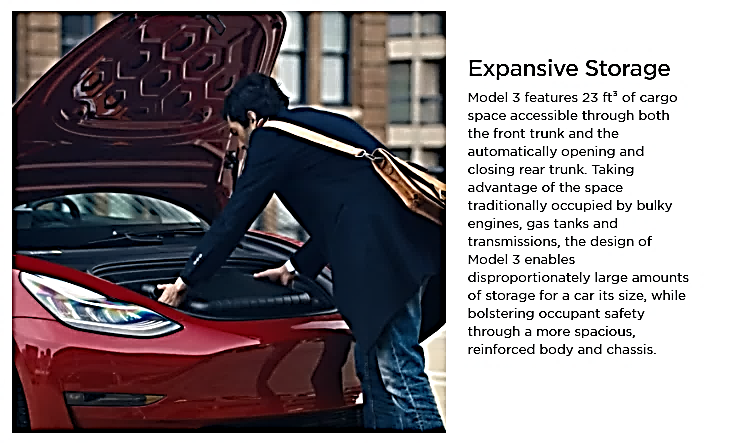 Expansive Storage
Model 3 features 23 ft³ of cargo
space accessible through both
the front trunk and the
automatically opening and
closing rear trunk. Taking
advantage of the space
traditionally occupied by bulky
engines, gas tanks and
transmissions, the design of
Model 3 enables
disproportionately large amounts
of storage for a car its size, while
bolstering occupant safety
through a more spacious,
reinforced body and chassis.